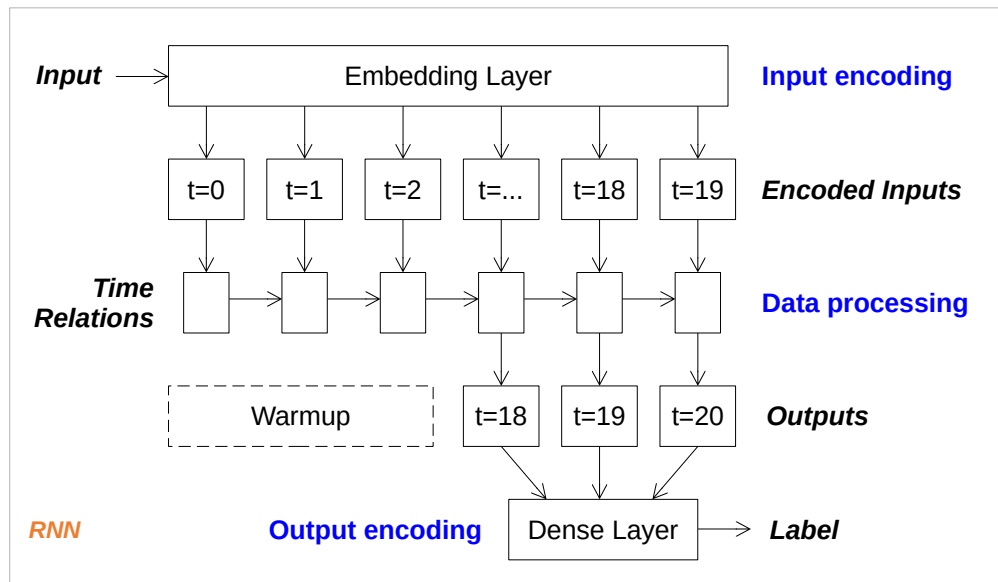 Input
Embedding Layer
Input encoding
t=0
t=1
t=2
t=...
t=18
t=19
Encoded Inputs
Time
Relations
Data processing
Warmup
t=18
t=19
t=20
Outputs
RNN
Output encoding
Dense Layer
Label